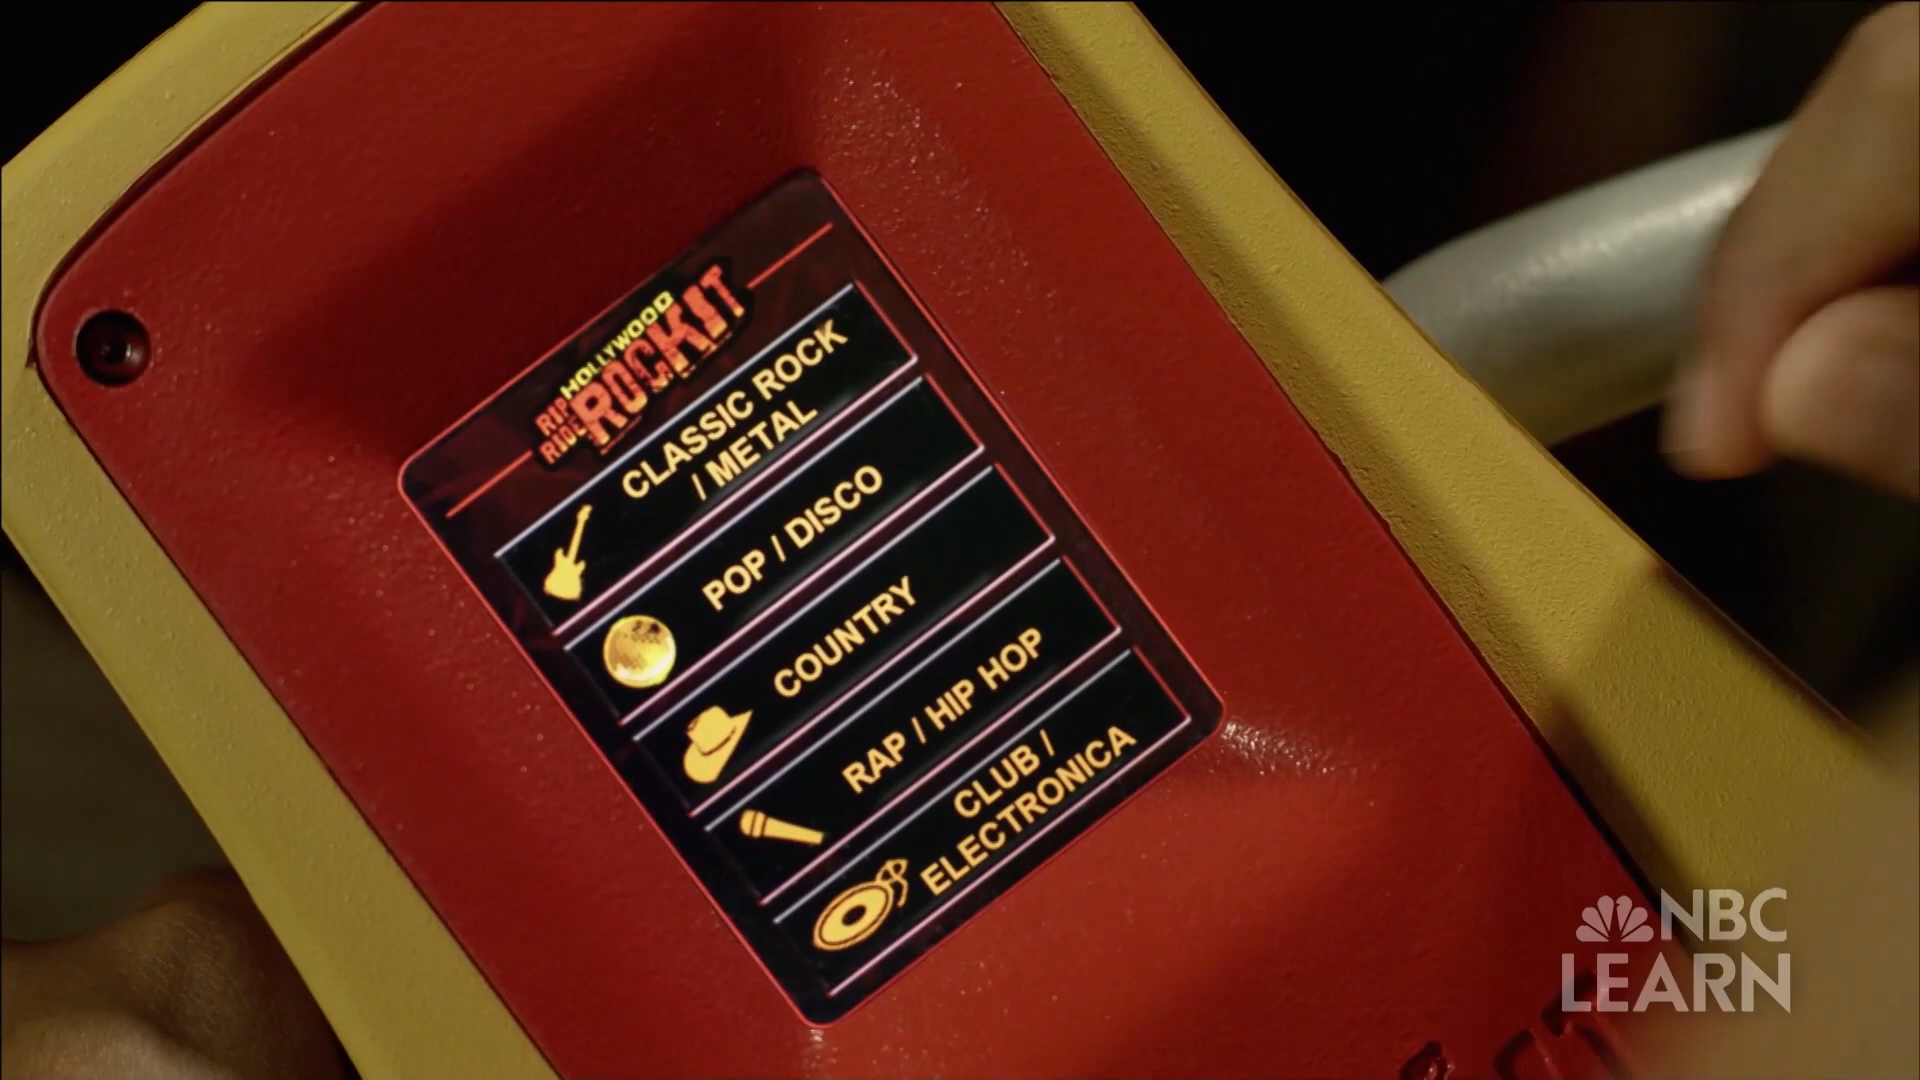 HOLLYWOOD
RIP RIDE ROCKIT
CLASSIC ROCK
/ METAL
POP / DISCO
COUNTRY
RAP / HIP HOP
CLUB /
ELECTRONICA
NBC
LEARN